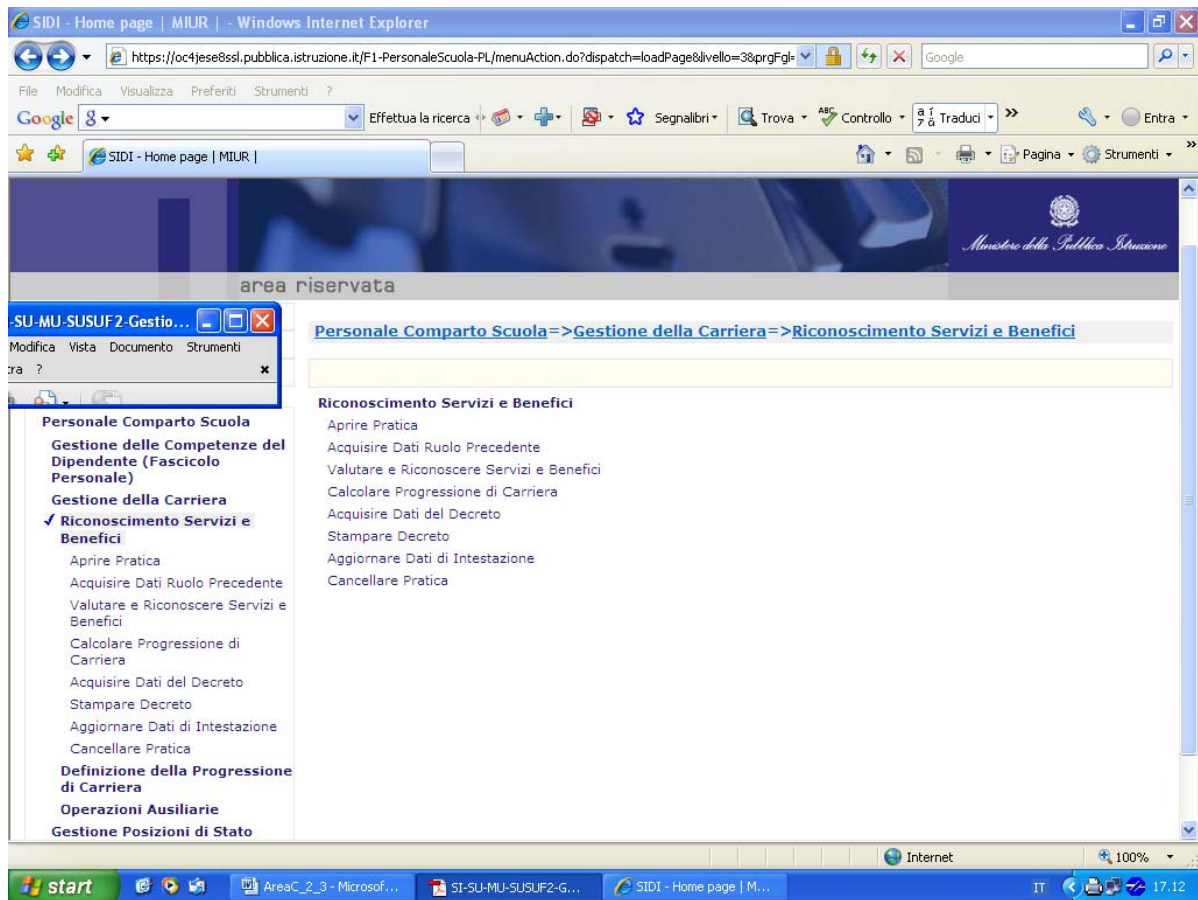 SIDI - Home page | MIUR | - Windows Internet Explorer
https://oc4jese8ssl.pubblica.istruzione.it/F1-PersonaleScuola-PL/menuAction.do?dispatch=loadPage&livello=3&prgFgl=
Google
File Modifica Visualizza Preferiti Strumenti ?
Google Effettua la ricerca Segnalibri Trova Controllo Traduci » Entra
SIDI - Home page | MIUR |
Pagina Strumenti »
Ministero della Pubblica Istruzione
area riservata
-SU-MU-SUSUF2-Gestio...
Modifica Vista Documento Strumenti
?
Personale Comparto Scuola=>Gestione della Carriera=>Riconoscimento Servizi e Benefici
Personale Comparto Scuola
Gestione delle Competenze del
Dipendente (Fascicolo
Personale)
Gestione della Carriera
Riconoscimento Servizi e
Benefici
Aprire Pratica
Acquisire Dati Ruolo Precedente
Valutare e Riconoscere Servizi e
Benefici
Calcolare Progressione di
Carriera
Acquisire Dati del Decreto
Stampare Decreto
Aggiornare Dati di Intestazione
Cancellare Pratica
Definizione della Progressione
di Carriera
Operazioni Ausiliarie
Gestione Posizioni di Stato
Riconoscimento Servizi e Benefici
Aprire Pratica
Acquisire Dati Ruolo Precedente
Valutare e Riconoscere Servizi e Benefici
Calcolare Progressione di Carriera
Acquisire Dati del Decreto
Stampare Decreto
Aggiornare Dati di Intestazione
Cancellare Pratica
Internet 100%
start AreaC_2_3 - Microsof... SI-SU-MU-SUSUF2-G... SIDI - Home page | M... IT 17.12